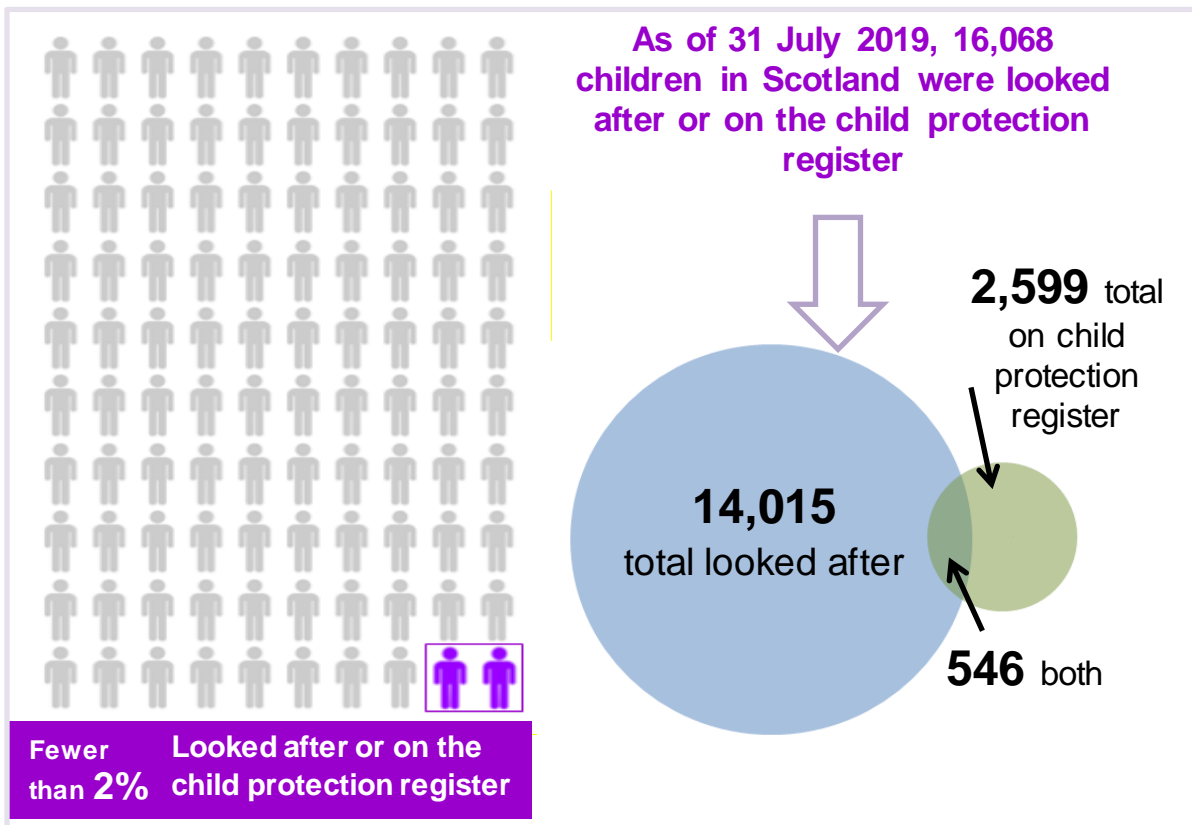 As of 31 July 2019, 16,068
children in Scotland were looked
after or on the child protection
register
2,599 total
on child
protection
register
14,015
total looked after
546 both
Fewer
than 2%
Looked after or on the
child protection register